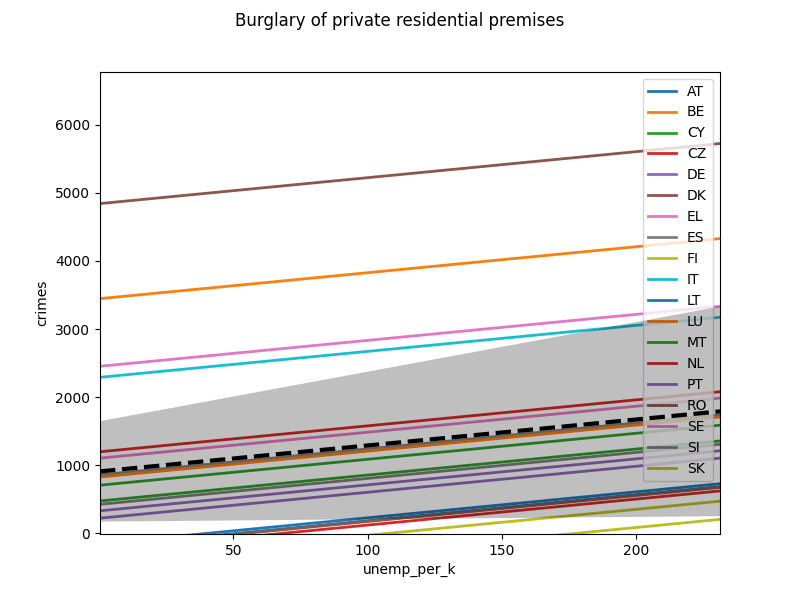 Burglary of private residential premises
6000
5000
4000
3000
2000
1000
0
crimes
50
100
150
200
unemp_per_k
AT
BE
CY
CZ
DE
DK
EL
ES
FI
IT
LT
LU
MT
NL
PT
RO
SE
SI
SK